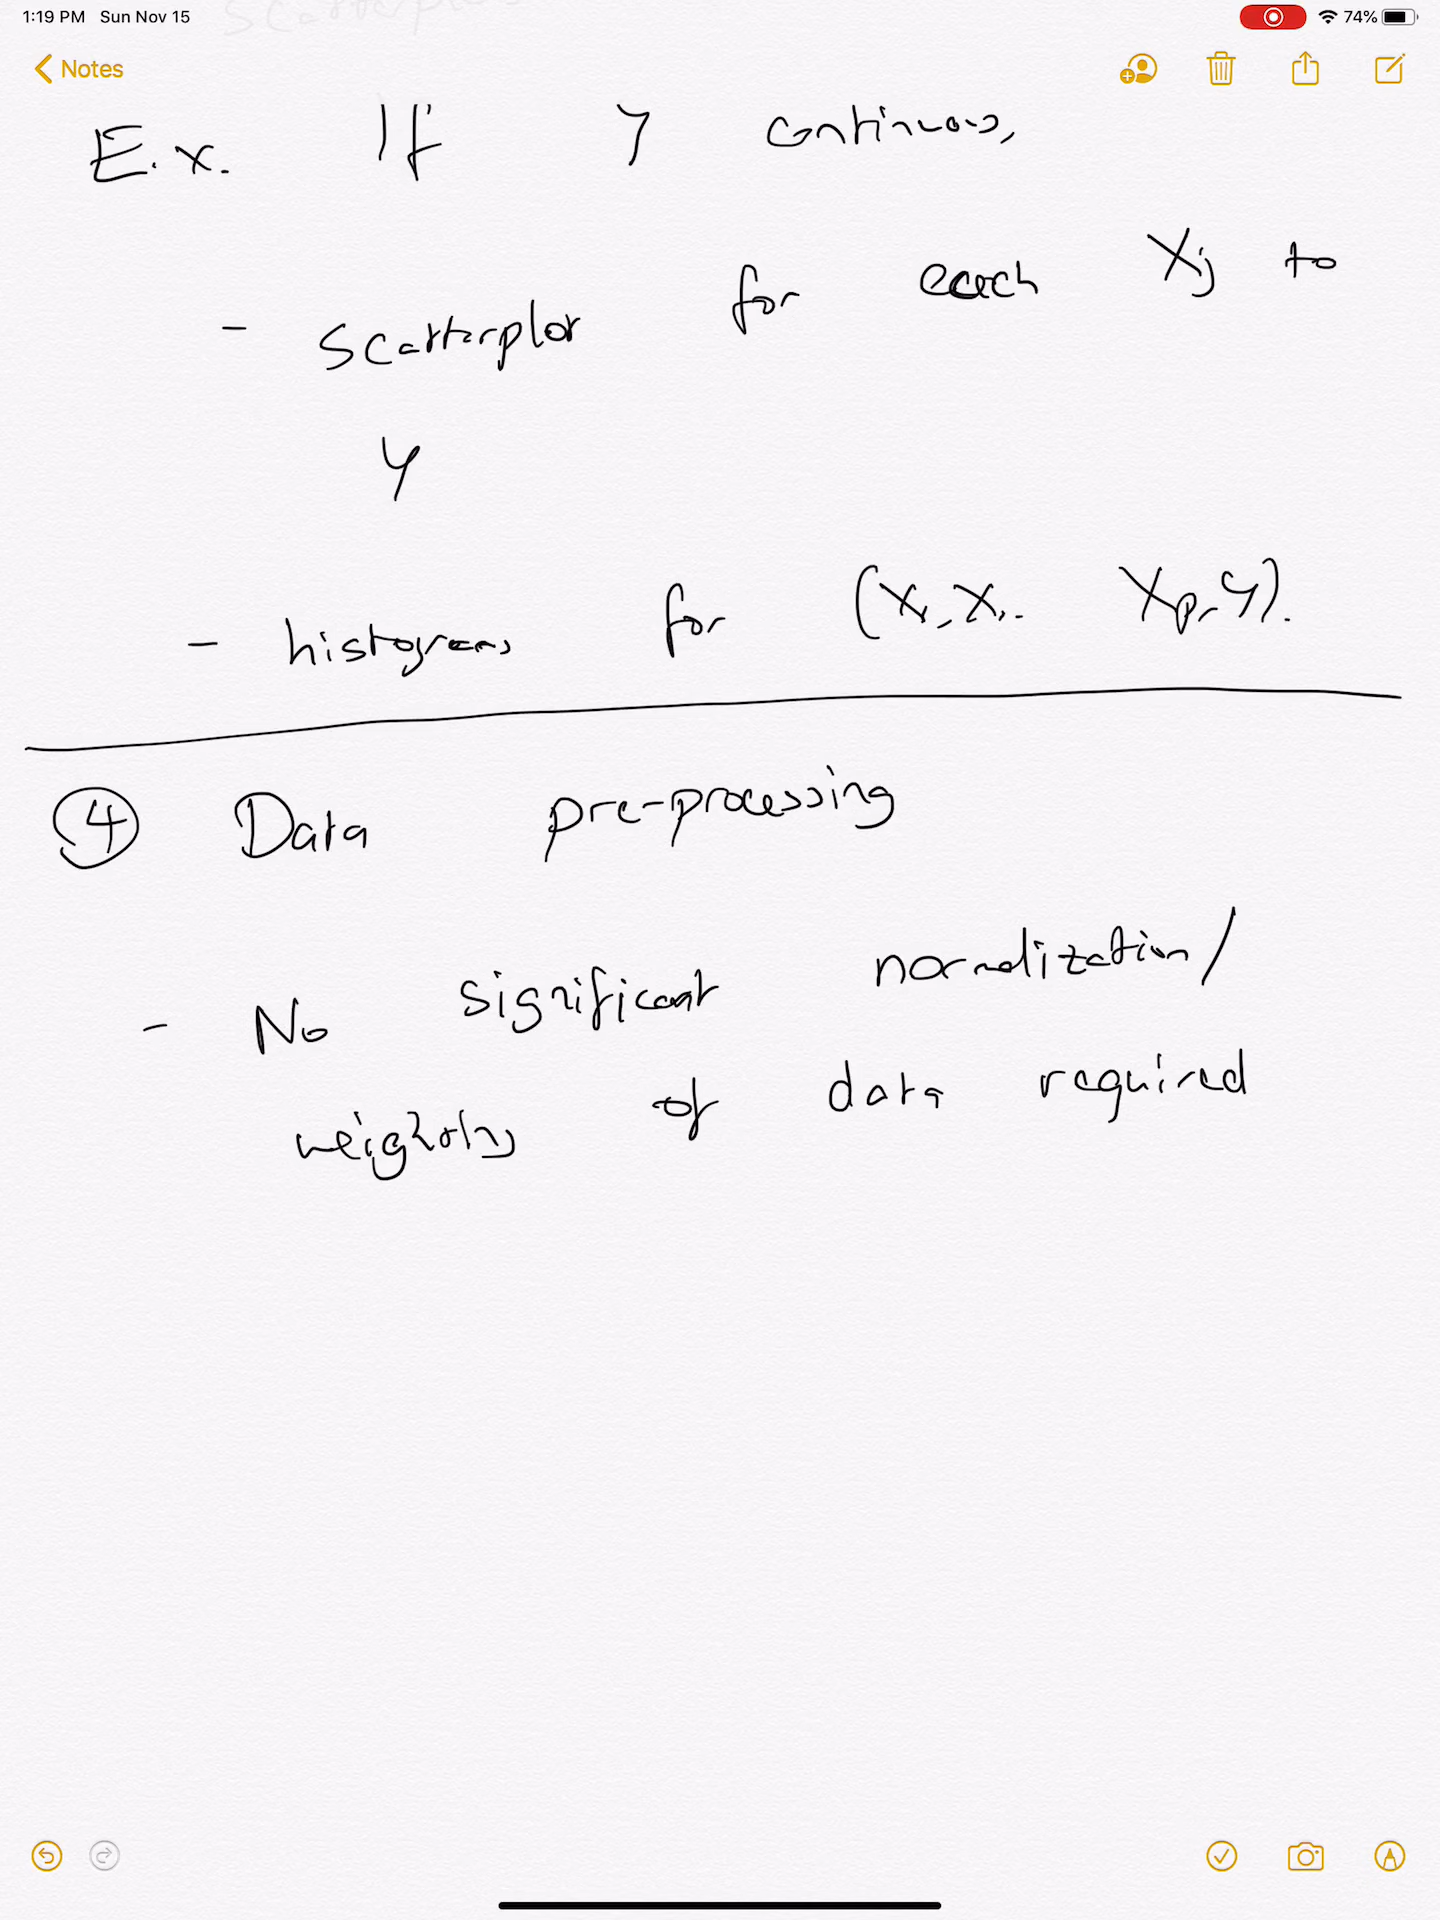 1:19 PM Sun Nov 15
74%
Notes
E.x. If Y continuous,
- Scatterplot for each Xj to
y
- histograms for (X1, X2.. Xp, y).
④ Data pre-processing
- No significant normalization/
weighting of data required